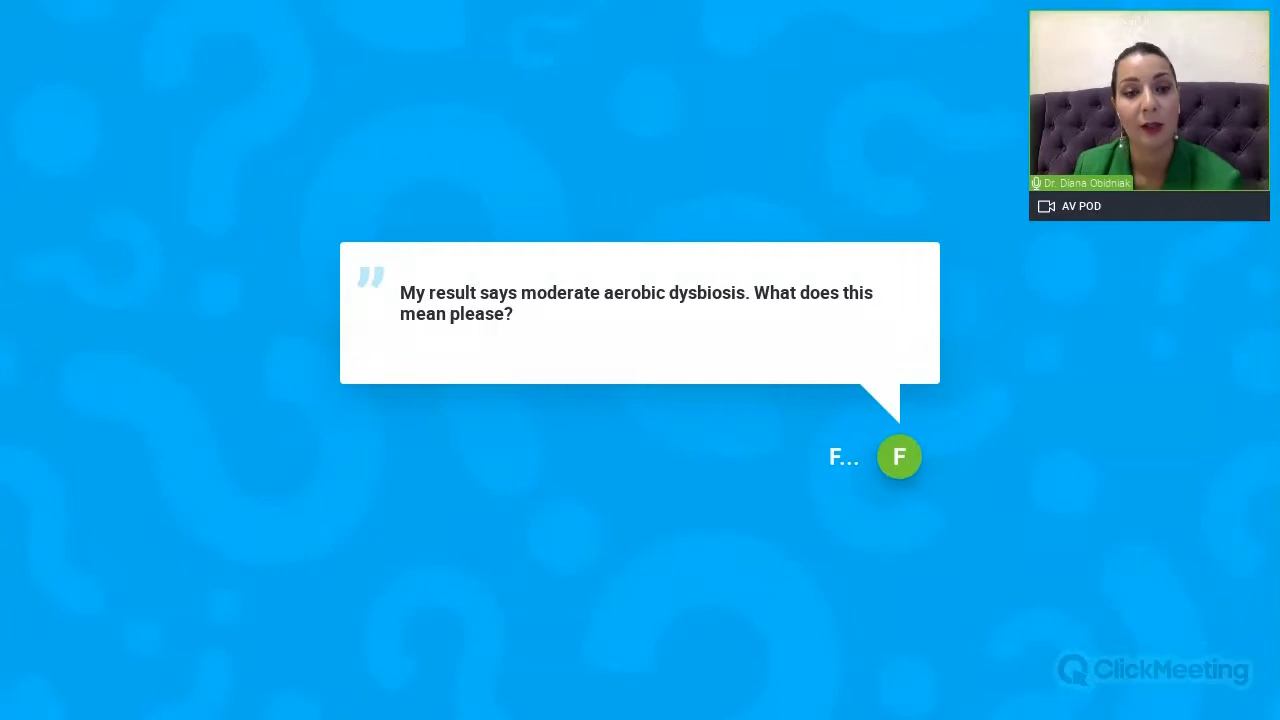 Dr. Diana Obidniak
AV POD
”
My result says moderate aerobic dysbiosis. What does this
mean please?
F... F
ClickMeeting